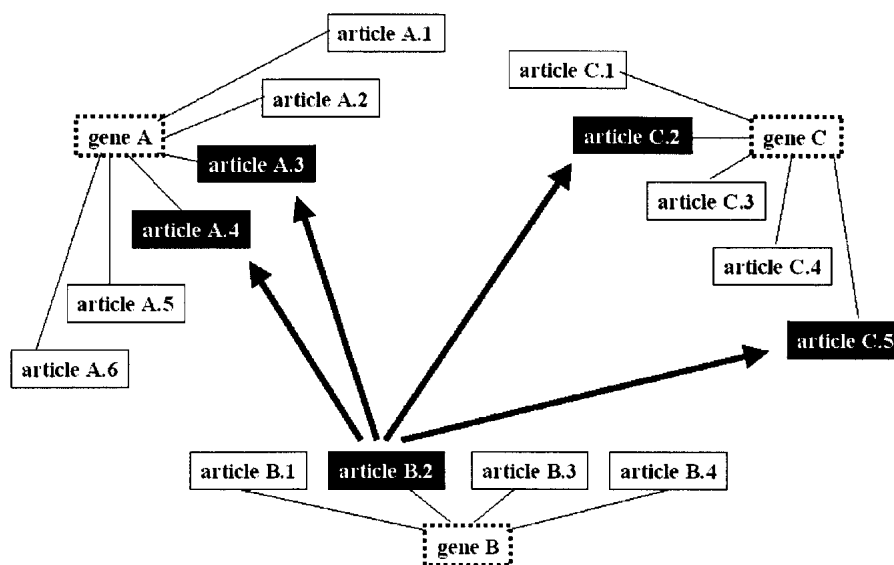 article A.1
article A.2
gene A
article A.3
article A.4
article A.5
article A.6
article C.1
article C.2
gene C
article C.3
article C.4
article C.5
article B.1
article B.2
article B.3
article B.4
gene B